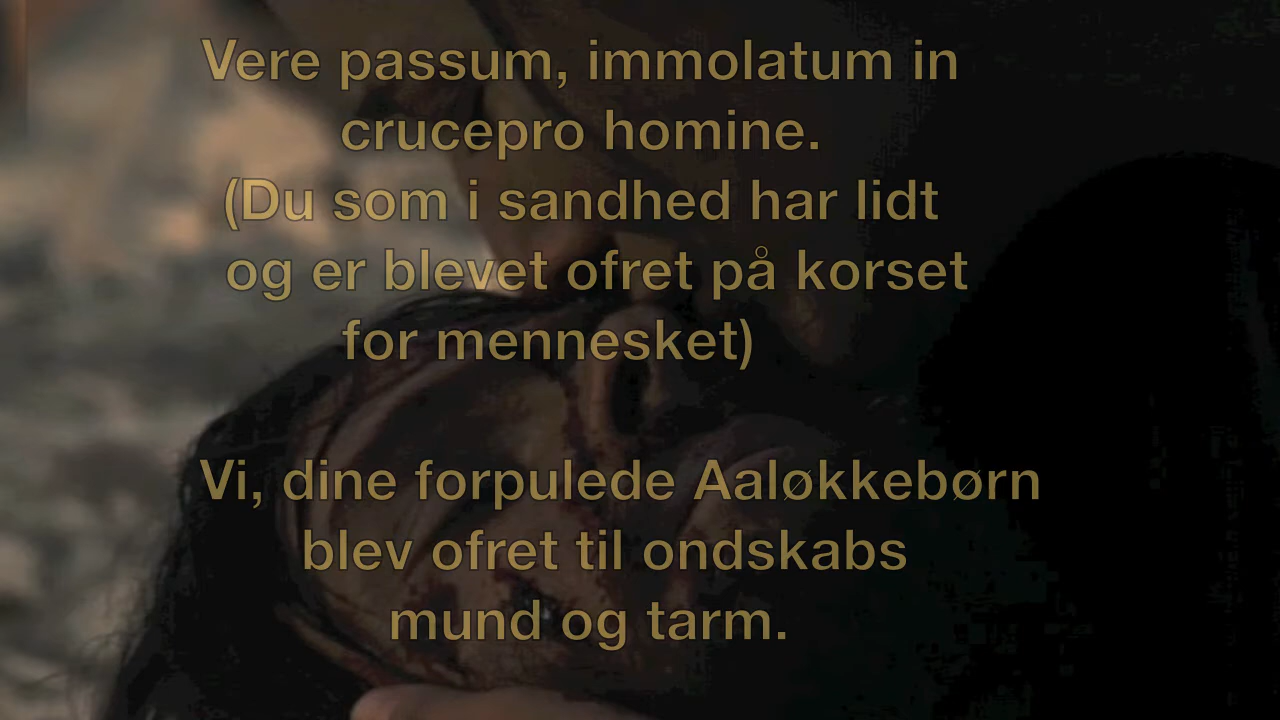 Vere passum, immolatum in
crucepro homine.
(Du som i sandhed har lidt
og er blevet ofret på korset
for mennesket)
Vi, dine forpulede Aaløkkebørn
blev ofret til ondskabs
mund og tarm.